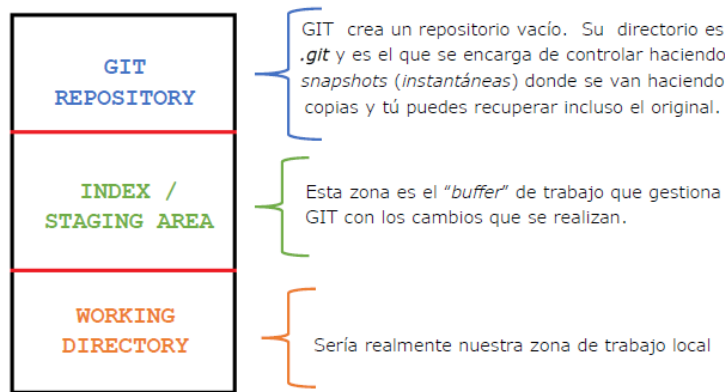 GIT
REPOSITORY
GIT crea un repositorio vacío. Su directorio es
.git y es el que se encarga de controlar haciendo
snapshots (instantáneas) donde se van haciendo
copias y tú puedes recuperar incluso el original.
INDEX /
STAGING AREA
Esta zona es el “buffer” de trabajo que gestiona
GIT con los cambios que se realizan.
WORKING
DIRECTORY
Sería realmente nuestra zona de trabajo local